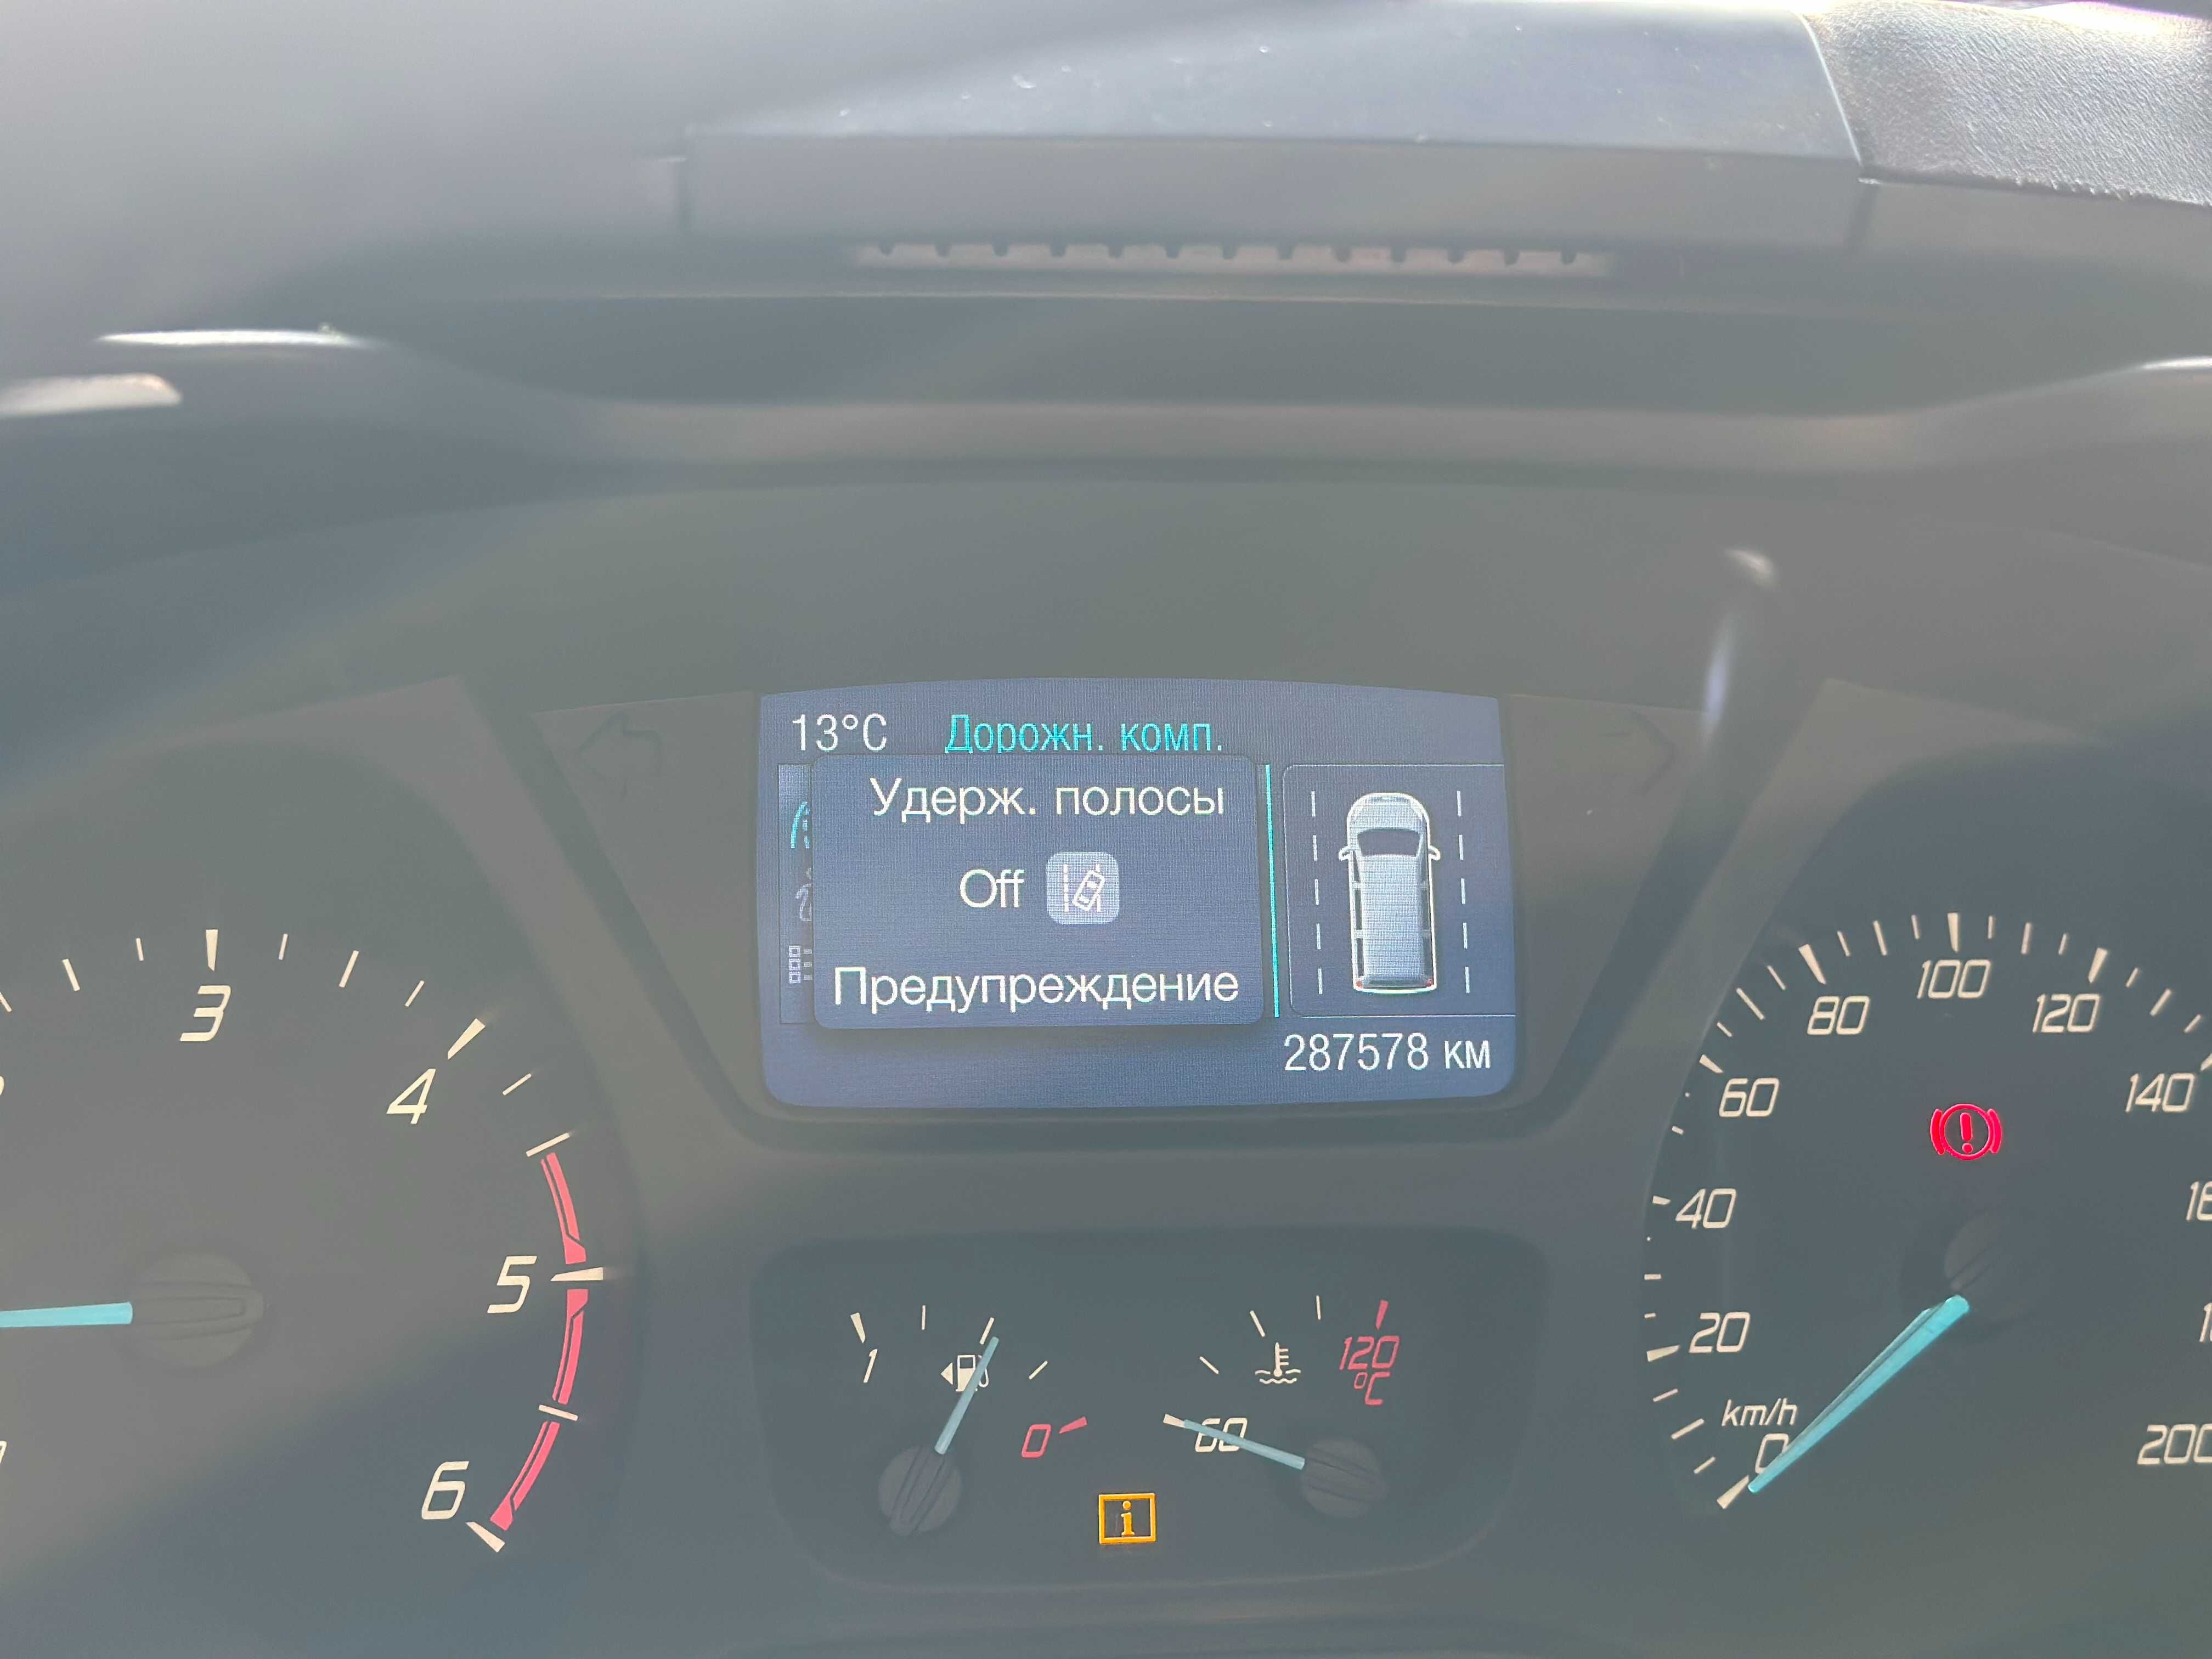 13°C Дорожн. комп.
Удерж. полосы
Off
Предупреждение
287578 км
3
4
5
6
1
0
60
120
°C
i
km/h
0
20
40
60
80
100
120
140
200